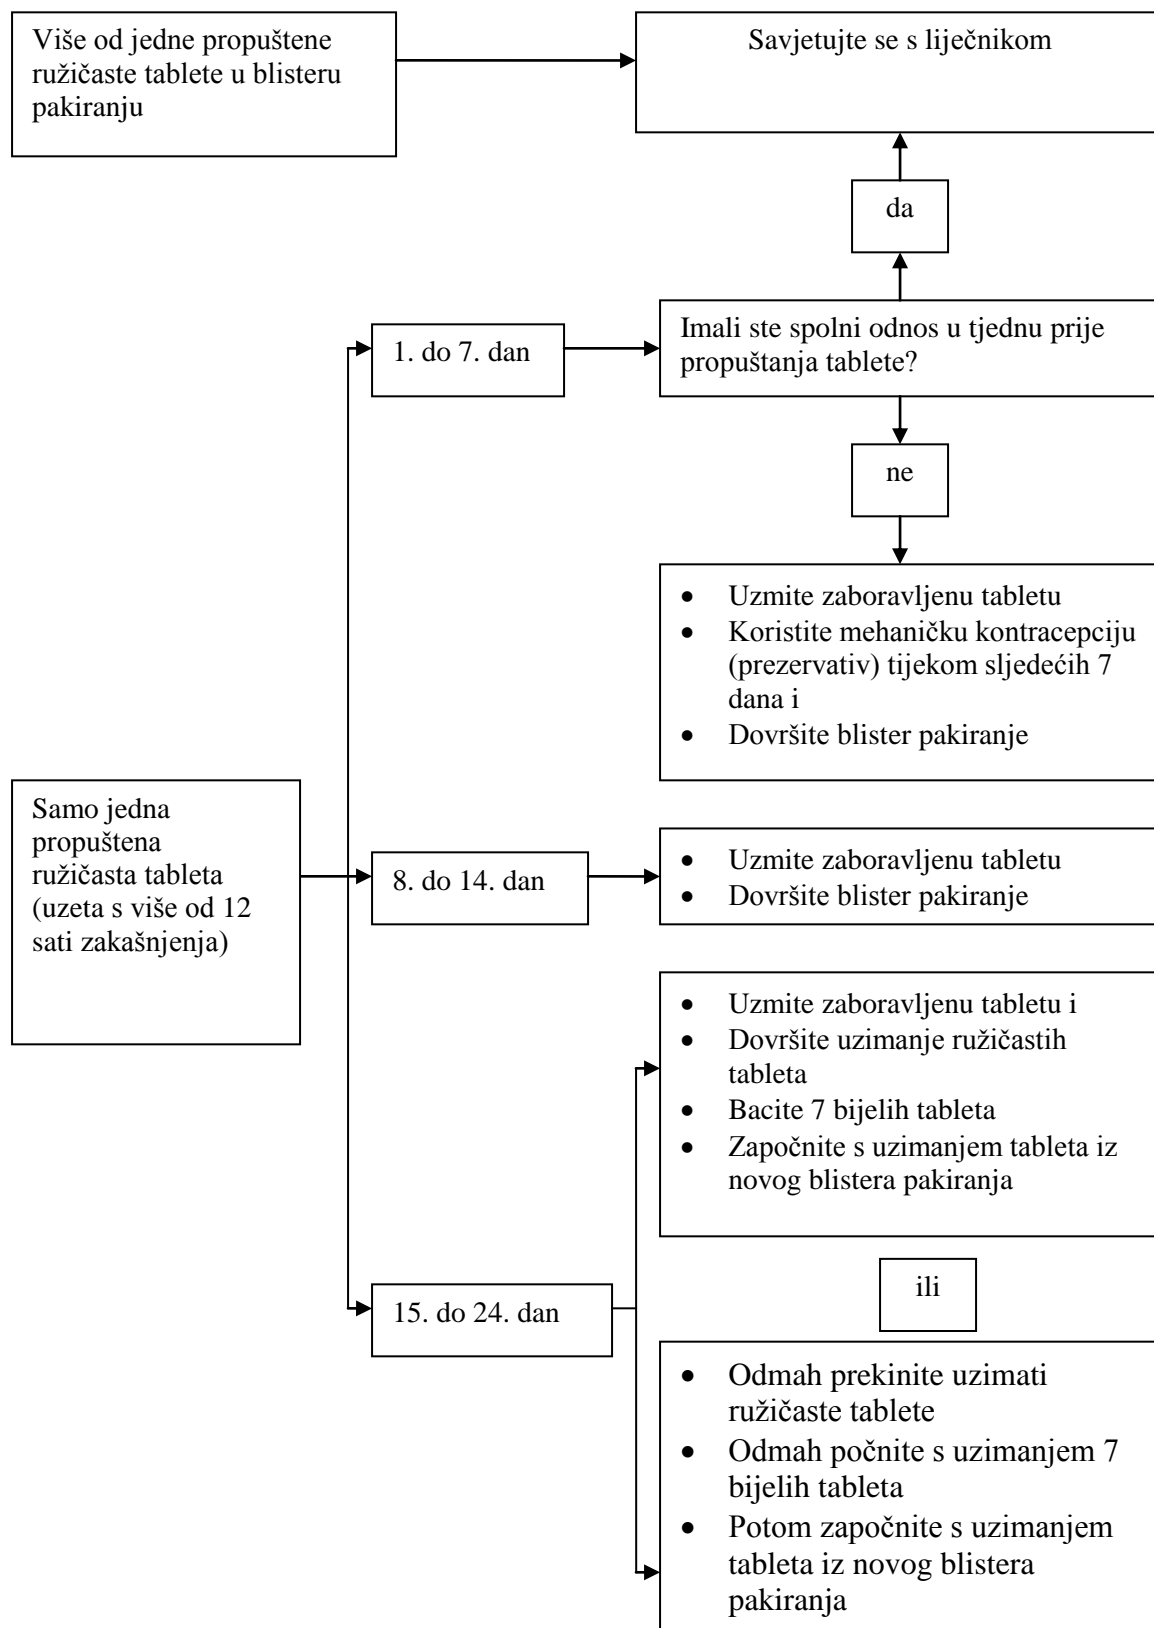 Više od jedne propuštene
ružičaste tablete u blisteru
pakiranju
Savjetujte se s liječnikom
da
1. do 7. dan
Imali ste spolni odnos u tjednu prije
propuštanja tablete?
ne
• Uzmite zaboravljenu tabletu
• Koristite mehaničku kontracepciju
(prezervativ) tijekom sljedećih 7
dana i
• Dovršite blister pakiranje
Samo jedna
propuštena
ružičasta tableta
(uzeta s više od 12
sati zakašnjenja)
8. do 14. dan
• Uzmite zaboravljenu tabletu
• Dovršite blister pakiranje
• Uzmite zaboravljenu tabletu i
• Dovršite uzimanje ružičastih
tableta
• Bacite 7 bijelih tableta
• Započnite s uzimanjem tableta iz
novog blistera pakiranja
15. do 24. dan
ili
• Odmah prekinite uzimati
ružičaste tablete
• Odmah počnite s uzimanjem 7
bijelih tableta
• Potom započnite s uzimanjem
tableta iz novog blistera
pakiranja